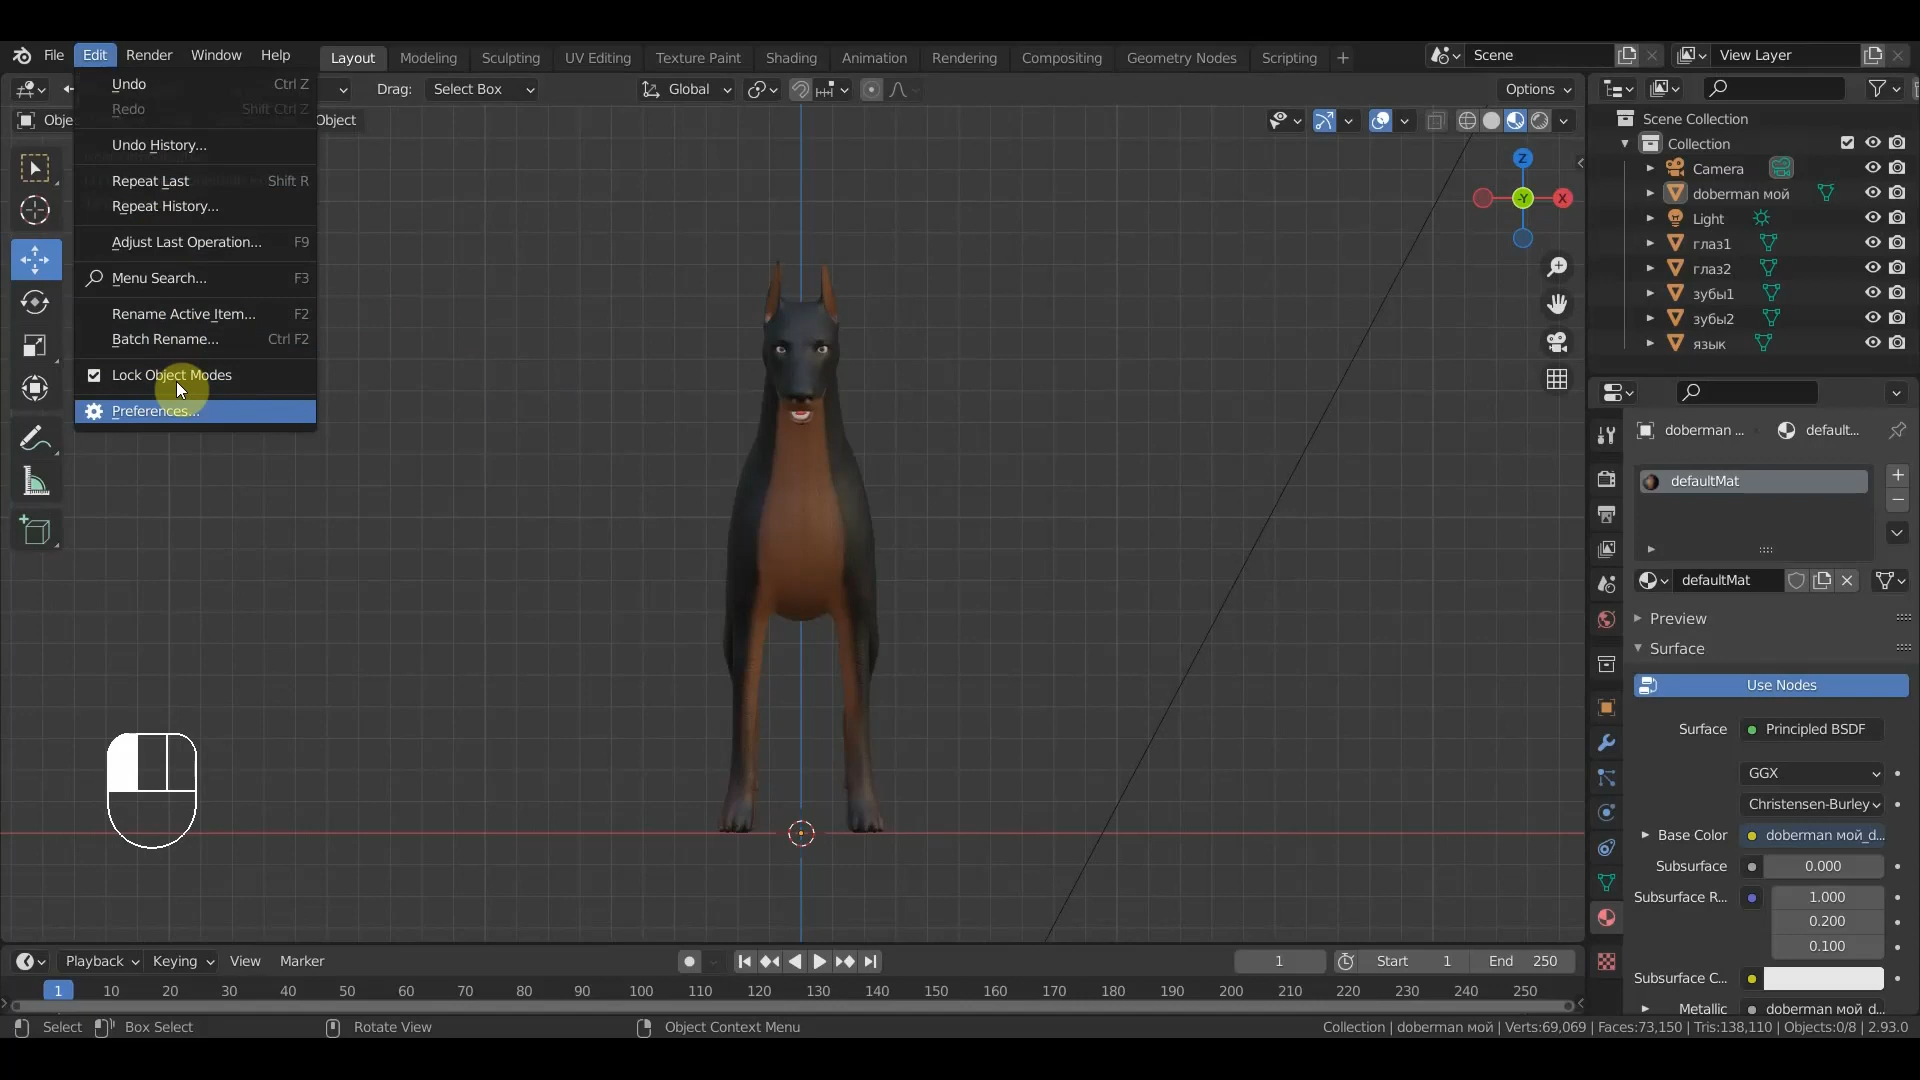 File Edit Render Window Help Layout Modeling Sculpting UV Editing Texture Paint Shading Animation Rendering Compositing Geometry Nodes Scripting + Scene View Layer
Drag: Select Box Global Options
Obje Object
Undo Ctrl Z
Redo Shift Ctrl Z
Undo History...
Repeat Last Shift R
Repeat History...
Adjust Last Operation... F9
Menu Search... F3
Rename Active Item... F2
Batch Rename... Ctrl F2
Lock Object Modes
Preferences...
Z
-Y X
Scene Collection
Collection
Camera
doberman мой
Light
глаз1
глаз2
зубы1
зубы2
язык
doberman ... default...
defaultMat
defaultMat
Preview
Surface
Use Nodes
Surface Principled BSDF
GGX
Christensen-Burley
Base Color doberman мой_d...
Subsurface 0.000
Subsurface R... 1.000
0.200
0.100
Subsurface C...
Metallic doberman мой_d...
Playback Keying View Marker 1 Start 1 End 250
1 10 20 30 40 50 60 70 80 90 100 110 120 130 140 150 160 170 180 190 200 210 220 230 240 250
Select Box Select Rotate View Object Context Menu Collection | doberman мой | Verts:69,069 | Faces:73,150 | Tris:138,110 | Objects:0/8 | 2.93.0